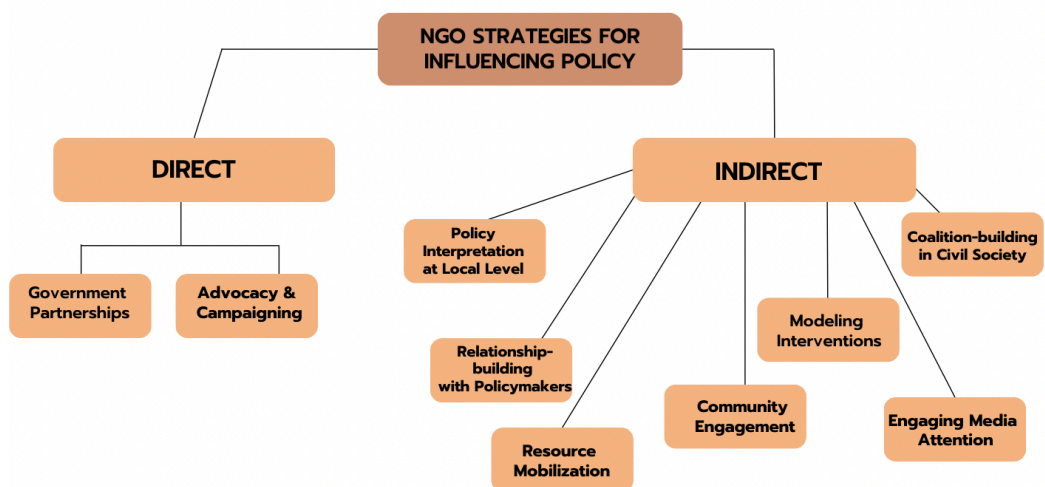 NGO STRATEGIES FOR
INFLUENCING POLICY
DIRECT
INDIRECT
Government
Partnerships
Advocacy &
Campaigning
Policy
Interpretation
at Local Level
Relationship-
building
with Policymakers
Resource
Mobilization
Community
Engagement
Modeling
Interventions
Engaging Media
Attention
Coalition-building
in Civil Society